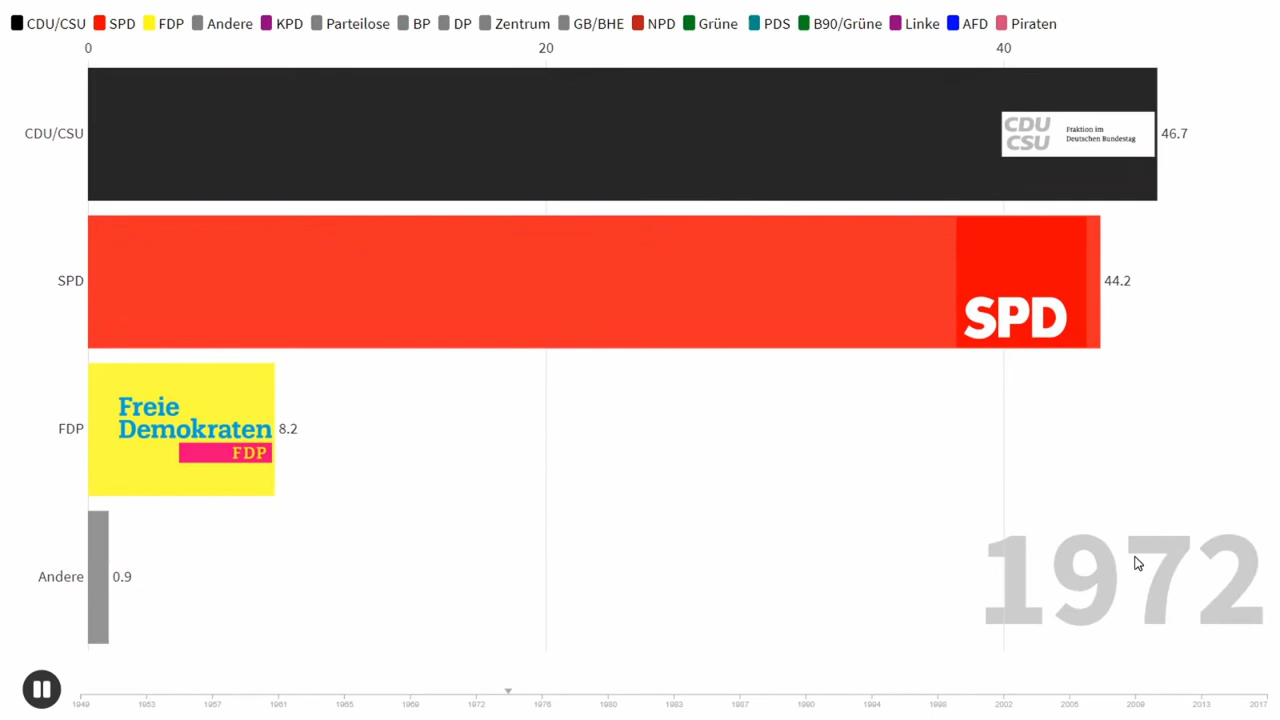 CDU/CSU SPD FDP Andere KPD Parteilose BP DP Zentrum GB/BHE NPD Grüne PDS B90/Grüne Linke AFD Piraten
0 20 40
CDU/CSU
CDU
CSU
Fraktion im
Deutschen Bundestag
46.7
SPD
SPD
44.2
FDP
Freie
Demokraten
FDP
8.2
Andere
0.9
1972
1949 1953 1957 1961 1965 1969 1972 1976 1980 1983 1987 1990 1994 1998 2002 2005 2009 2013 2017